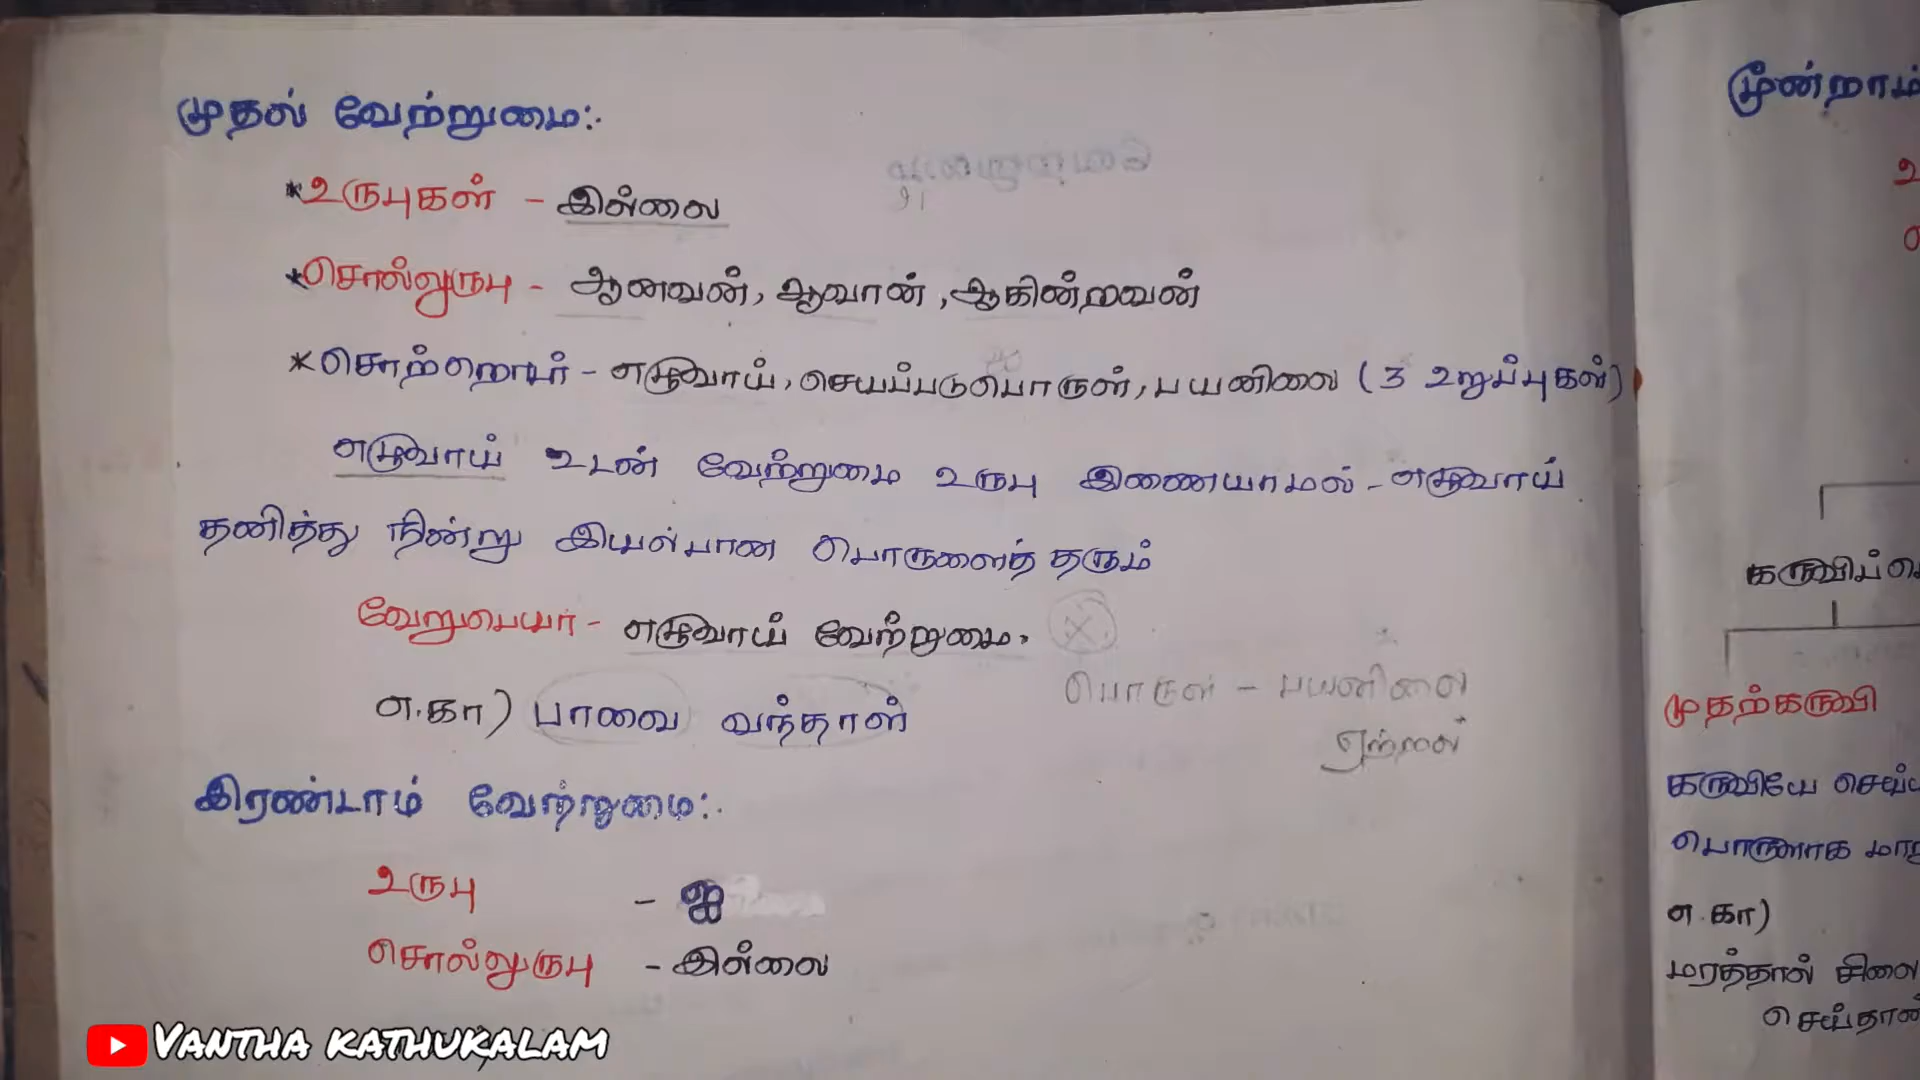 முதல் வேற்றுமை:-
*உருபுகள் - இல்லை
*சொல்லுருபு - ஆனவன், ஆவான், ஆகின்றவன்
*சொற்றொடர் - எழுவாய், செயப்படுபொருள், பயனிலை (3 உறுப்புகள்)
எழுவாய் உடன் வேற்றுமை உருபு இணையாமல் - எழுவாய்
தனித்து நின்று இயல்பான பொருளைத் தரும்
வேறுபெயர் - எழுவாய் வேற்றுமை.
பொருள் - பயனிலை
ஏற்றல்
எ.கா) பாவை வந்தாள்
இரண்டாம் வேற்றுமை:-
உருபு - ஐ
சொல்லுருபு - இல்லை
மூன்றாம்
முதற்கருவி
கருவியே
பொருளாக
எ.கா)
மரத்தால் சிலை
செய்தான்
VANTHA KATHUKALAM